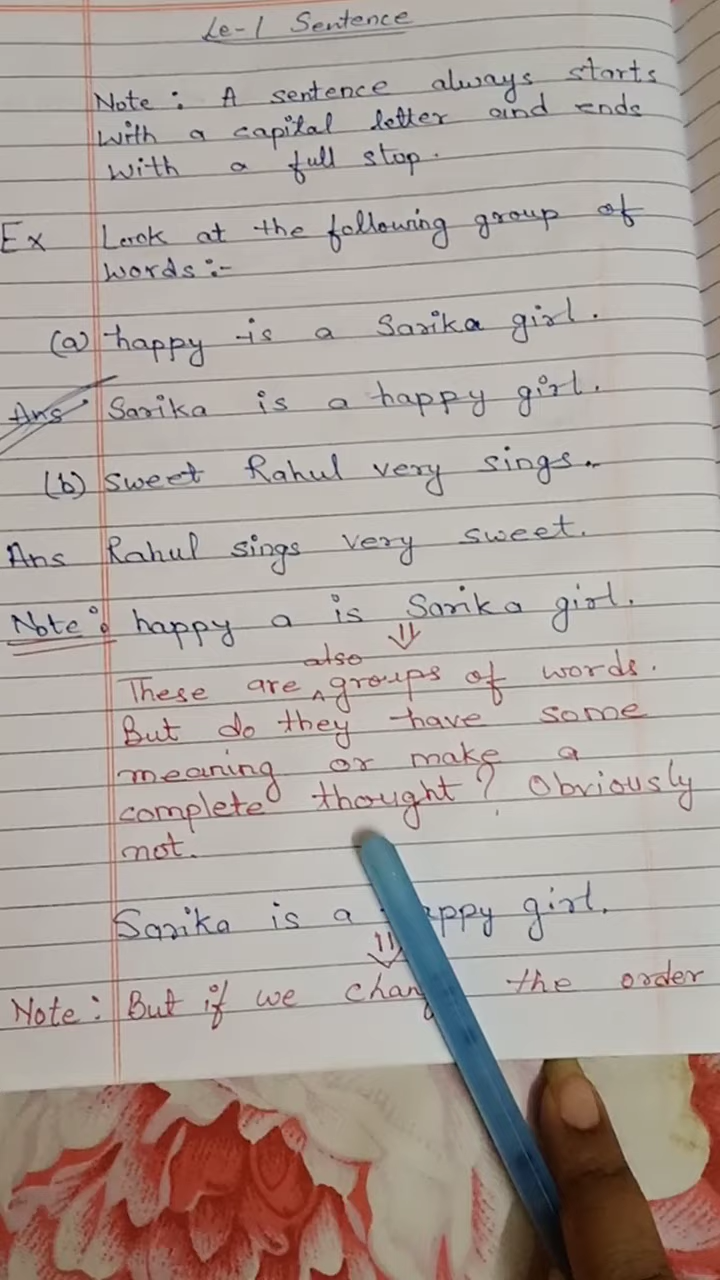 Le-1 Sentence
Note: A sentence always starts
with a capital letter and ends
with a full stop.
Ex Look at the following group of
words:-
(a) happy is a Sarika girl.
Ans Sarika is a happy girl.
(b) sweet Rahul very sings.
Ans Rahul sings very sweet.
Note: happy a is Sarika girl.
also
These are groups of words.
But do they have some
meaning or make a
complete thought? Obviously
not.
Sarika is a girl.
Note: But if we the order